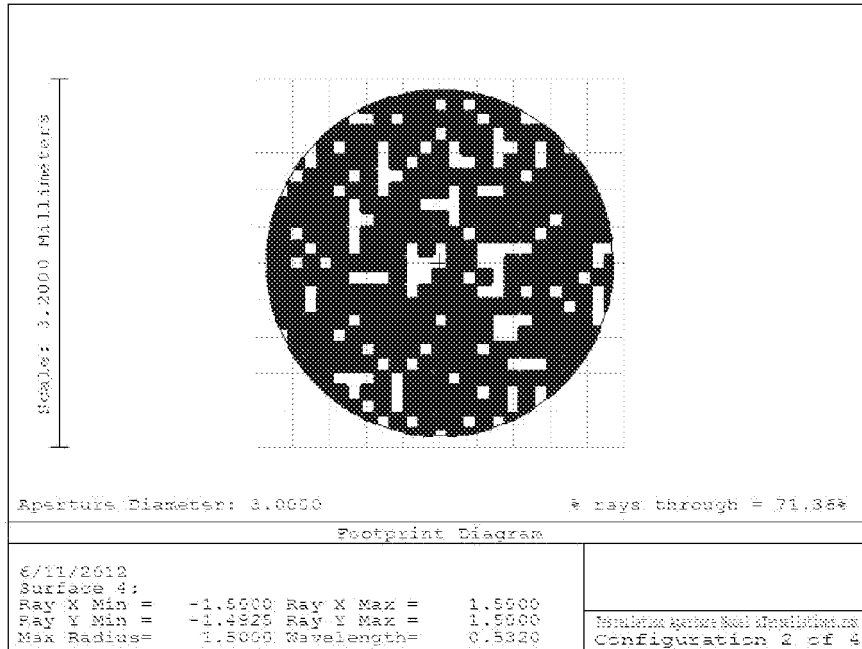 Scale: 3.2000 Millimeters
Aperture Diameter: 3.0000
% rays through = 71.36%
Footprint Diagram
6/11/2012
Surface 4:
Ray X Min = -1.5000 Ray X Max = 1.5000
Ray Y Min = -1.4925 Ray Y Max = 1.5000
Max Radius= 1.5000 Wavelength= 0.5320
Aperture
Configuration 2 of 4